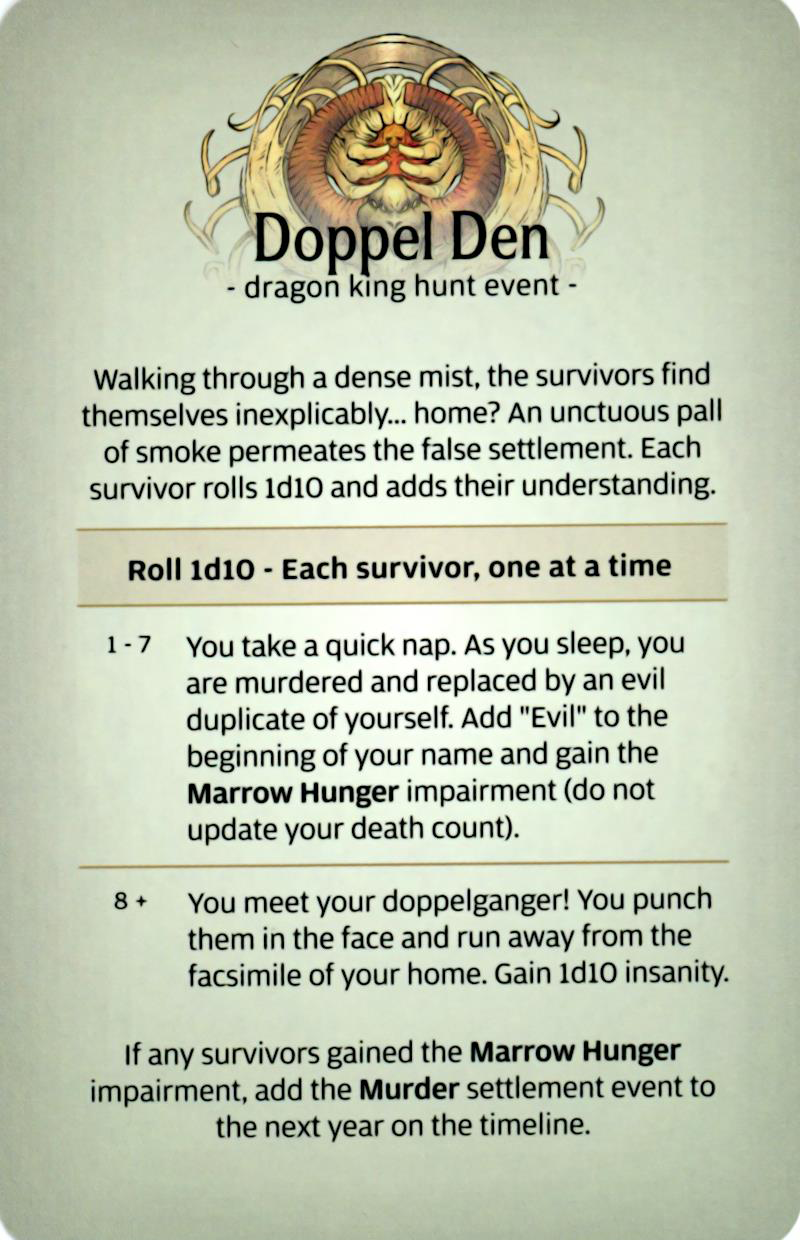 Doppel Den
- dragon king hunt event -
Walking through a dense mist, the survivors find
themselves inexplicably... home? An unctuous pall
of smoke permeates the false settlement. Each
survivor rolls 1d10 and adds their understanding.
Roll 1d10 - Each survivor, one at a time
1 - 7 You take a quick nap. As you sleep, you
are murdered and replaced by an evil
duplicate of yourself. Add "Evil" to the
beginning of your name and gain the
Marrow Hunger impairment (do not
update your death count).
8 + You meet your doppelganger! You punch
them in the face and run away from the
facsimile of your home. Gain 1d10 insanity.
If any survivors gained the Marrow Hunger
impairment, add the Murder settlement event to
the next year on the timeline.